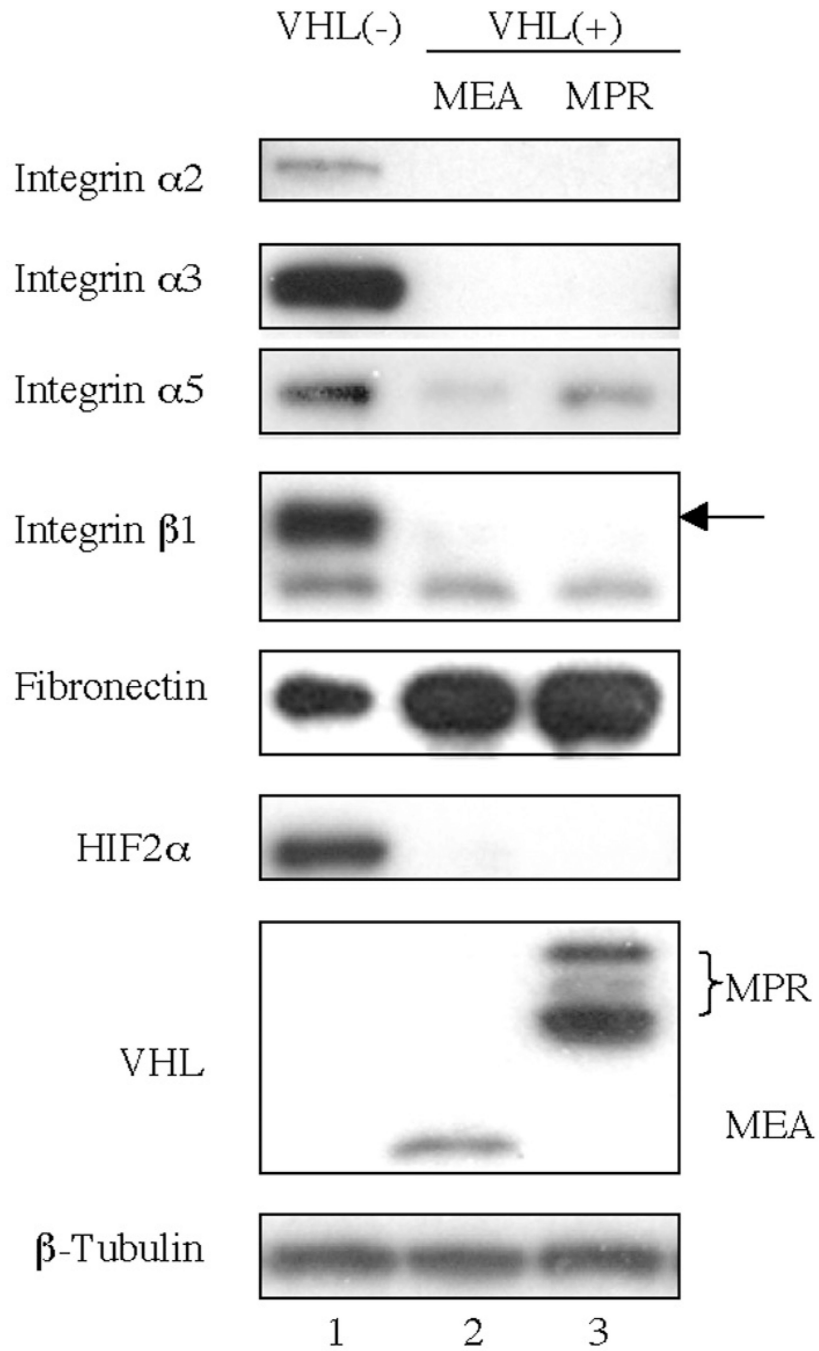 VHL(-) VHL(+)
MEA MPR
Integrin α2
Integrin α3
Integrin α5
Integrin β1
Fibronectin
HIF2α
MPR
VHL
MEA
β-Tubulin
1 2 3